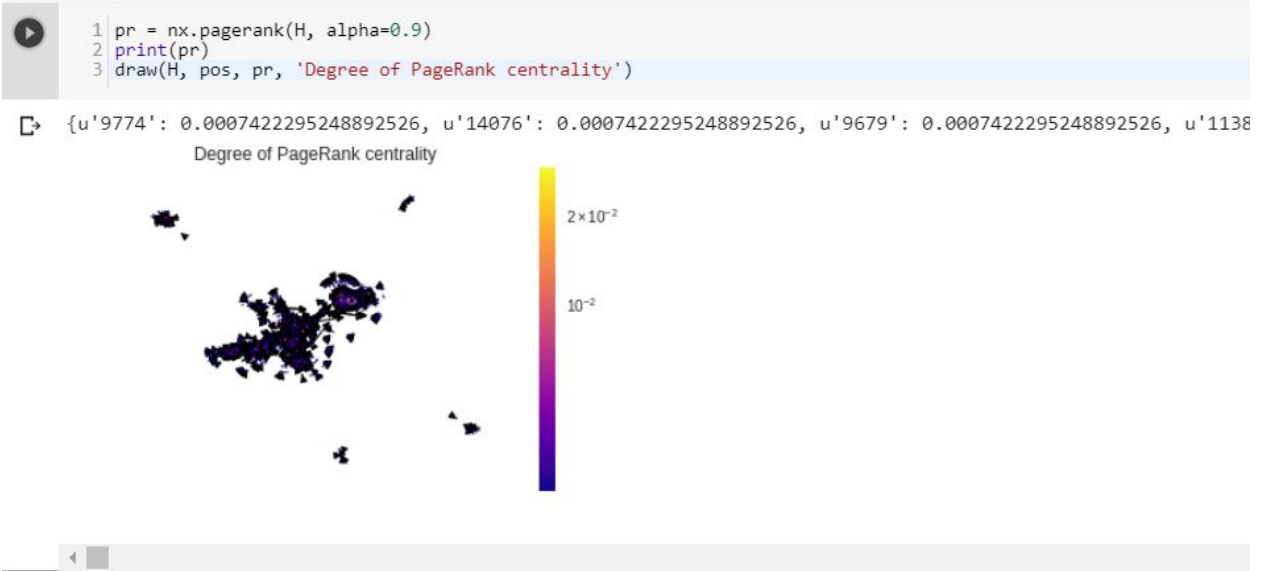 1 pr = nx.pagerank(H, alpha=0.9)
2 print(pr)
3 draw(H, pos, pr, 'Degree of PageRank centrality')
{u'9774': 0.0007422295248892526, u'14076': 0.0007422295248892526, u'9679': 0.0007422295248892526, u'1138
Degree of PageRank centrality
2×10⁻²
10⁻²